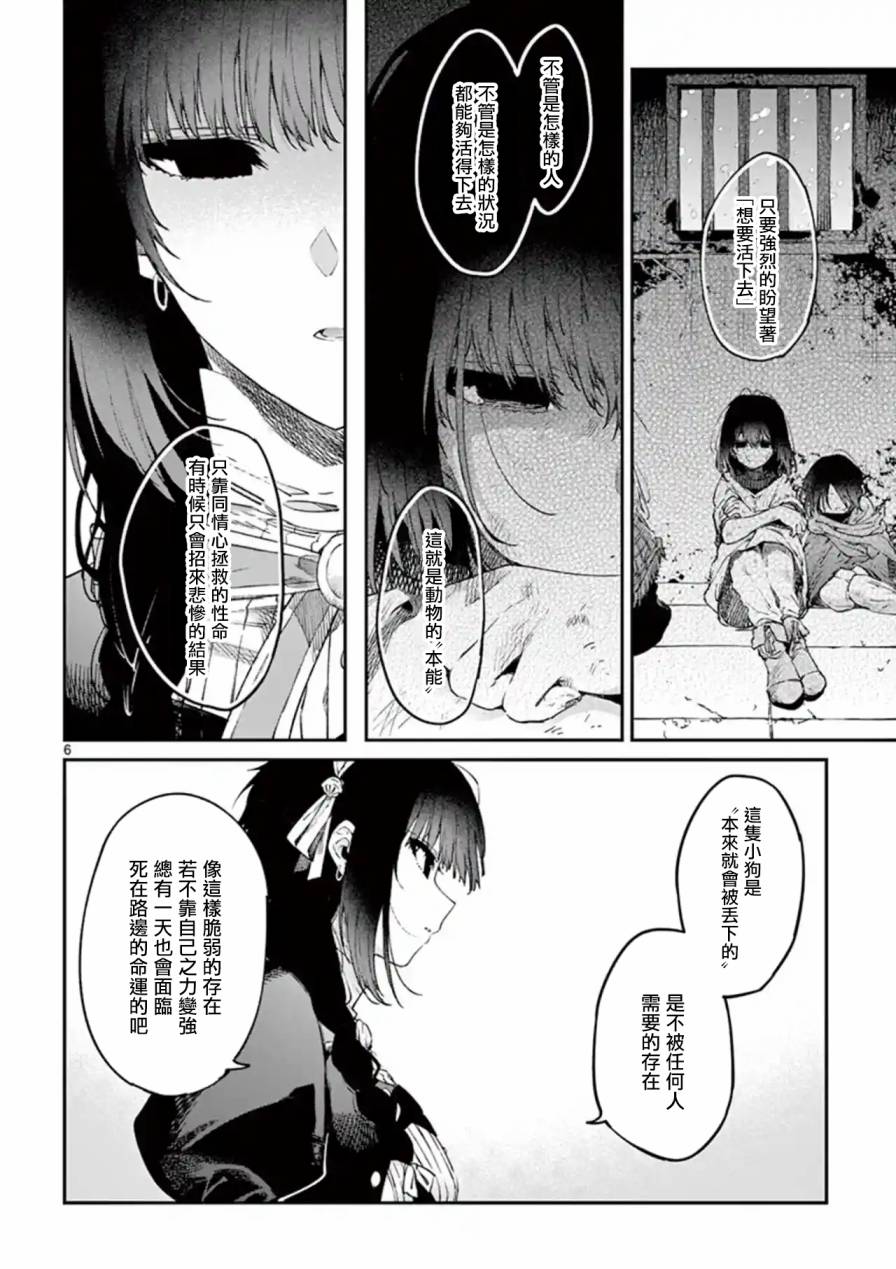 只要強烈的盼望著
「想要活下去」
不管是怎樣的人
不管是怎樣的狀況
都能夠活得下去
這就是動物的〝本能〞
只靠同情心拯救的性命
有時候只會招來悲慘的結果
6
這隻小狗是
〝本來就會被丟下的〞
是不被任何人
需要的存在
像這樣脆弱的存在
若不靠自己之力變強
總有一天也會面臨
死在路邊的命運的吧